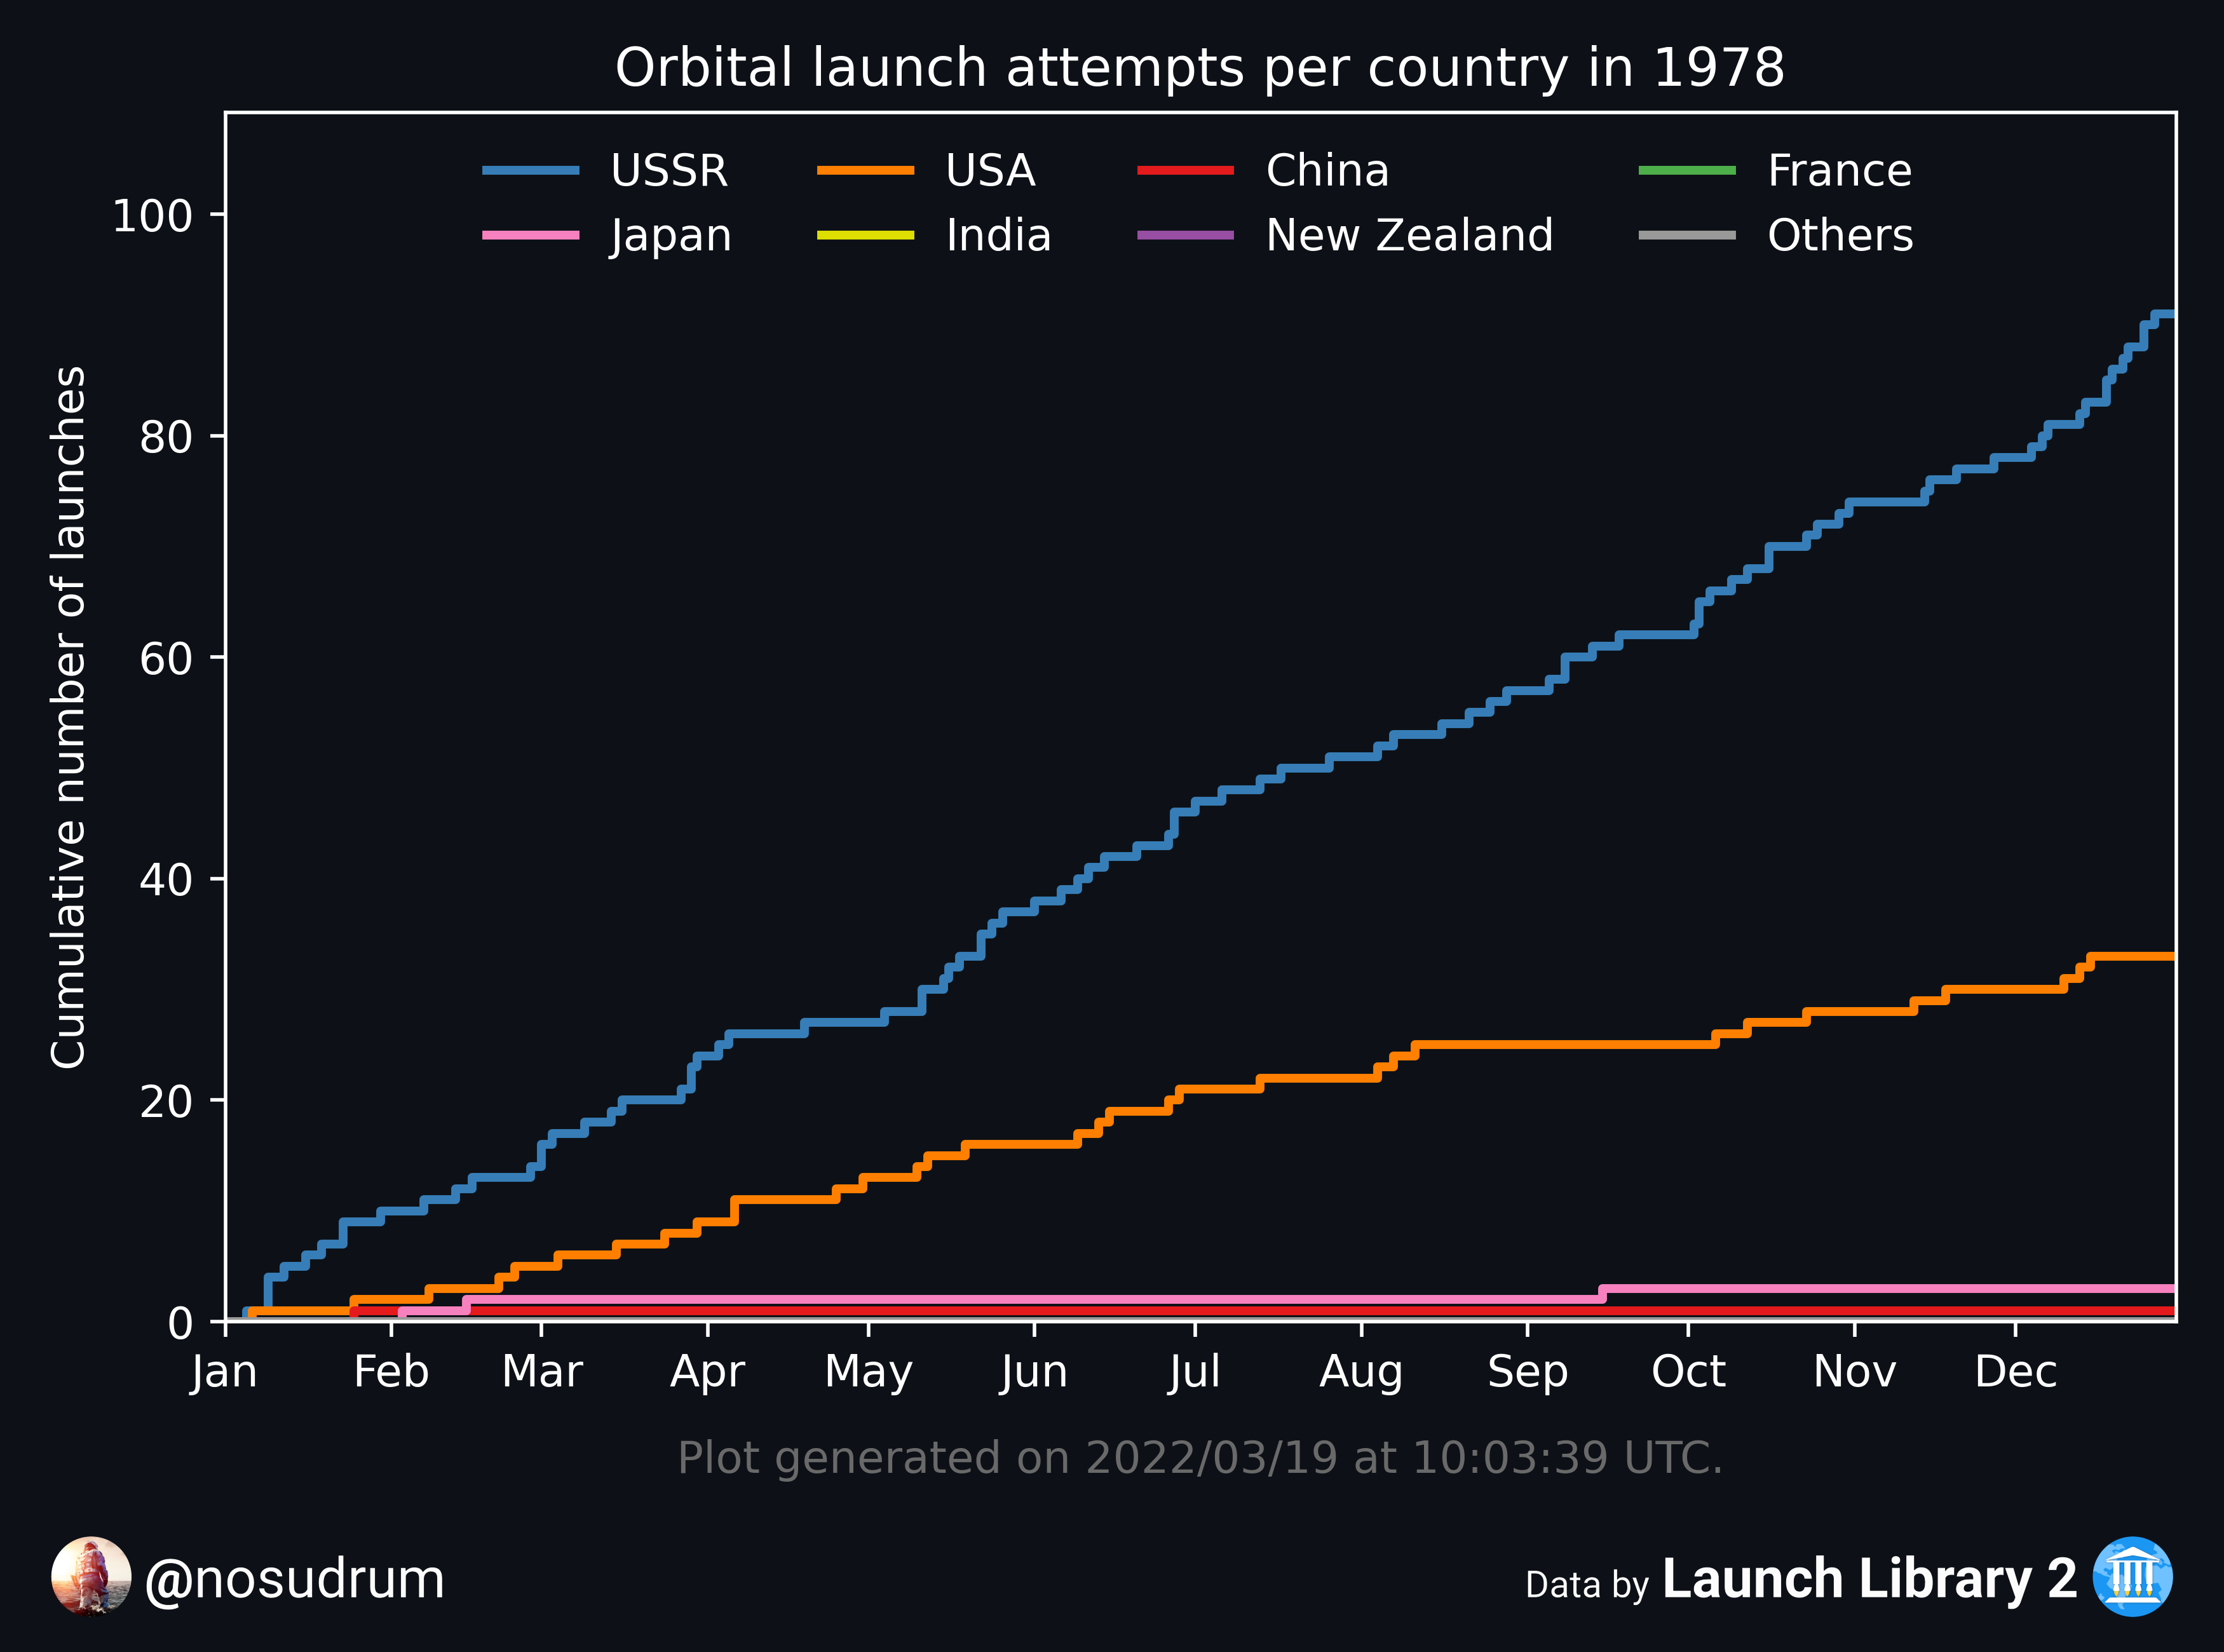 Orbital launch attempts per country in 1978
USSR USA China France
Japan India New Zealand Others
Cumulative number of launches
100
80
60
40
20
0
Jan Feb Mar Apr May Jun Jul Aug Sep Oct Nov Dec
Plot generated on 2022/03/19 at 10:03:39 UTC.
@nosudrum
Data by Launch Library 2